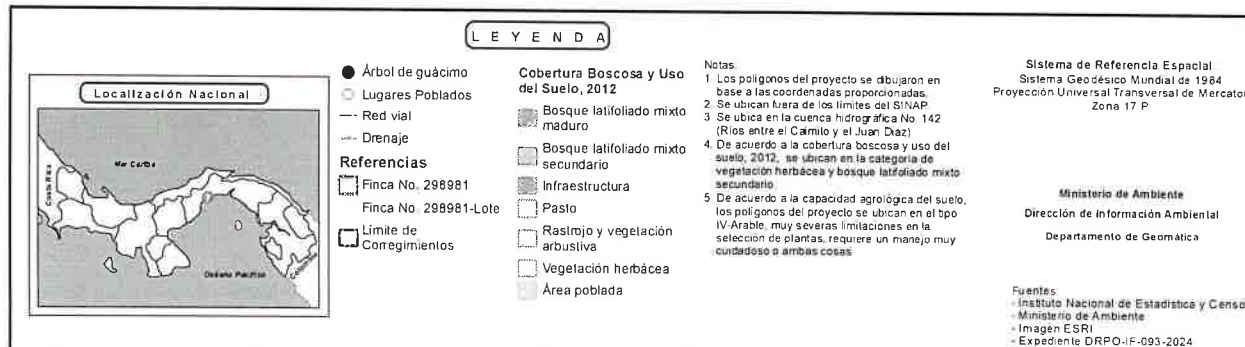 LEYENDA
Localización Nacional
Mar Caribe
Costa Rica
Océano Pacífico
Colombia
Árbol de guácimo
Lugares Poblados
Red vial
Drenaje
Referencias
Finca No. 298981
Finca No. 298981-Lote
Límite de
Corregimientos
Cobertura Boscosa y Uso
del Suelo, 2012
Bosque latifoliado mixto
maduro
Bosque latifoliado mixto
secundario
Infraestructura
Pasto
Rastrojo y vegetación
arbustiva
Vegetación herbácea
Área poblada
Notas:
1. Los polígonos del proyecto se dibujaron en
base a las coordenadas proporcionadas.
2. Se ubican fuera de los límites del SINAP.
3 Se ubica en la cuenca hidrográfica No. 142
(Ríos entre el Caimito y el Juan Díaz)
4. De acuerdo a la cobertura boscosa y uso del
suelo, 2012, se ubican en la categoría de
vegetación herbácea y bosque latifoliado mixto
secundario
5 De acuerdo a la capacidad agrológica del suelo,
los polígonos del proyecto se ubican en el tipo
IV-Arable, muy severas limitaciones en la
selección de plantas, requiere un manejo muy
cuidadoso o ambas cosas
Sistema de Referencia Espacial
Sistema Geodésico Mundial de 1984
Proyección Universal Transversal de Mercator
Zona 17 P
Ministerio de Ambiente
Dirección de Información Ambiental
Departamento de Geomática
Fuentes:
- Instituto Nacional de Estadística y Censo
- Ministerio de Ambiente
- Imagen ESRI
- Expediente DRPO-IF-093-2024